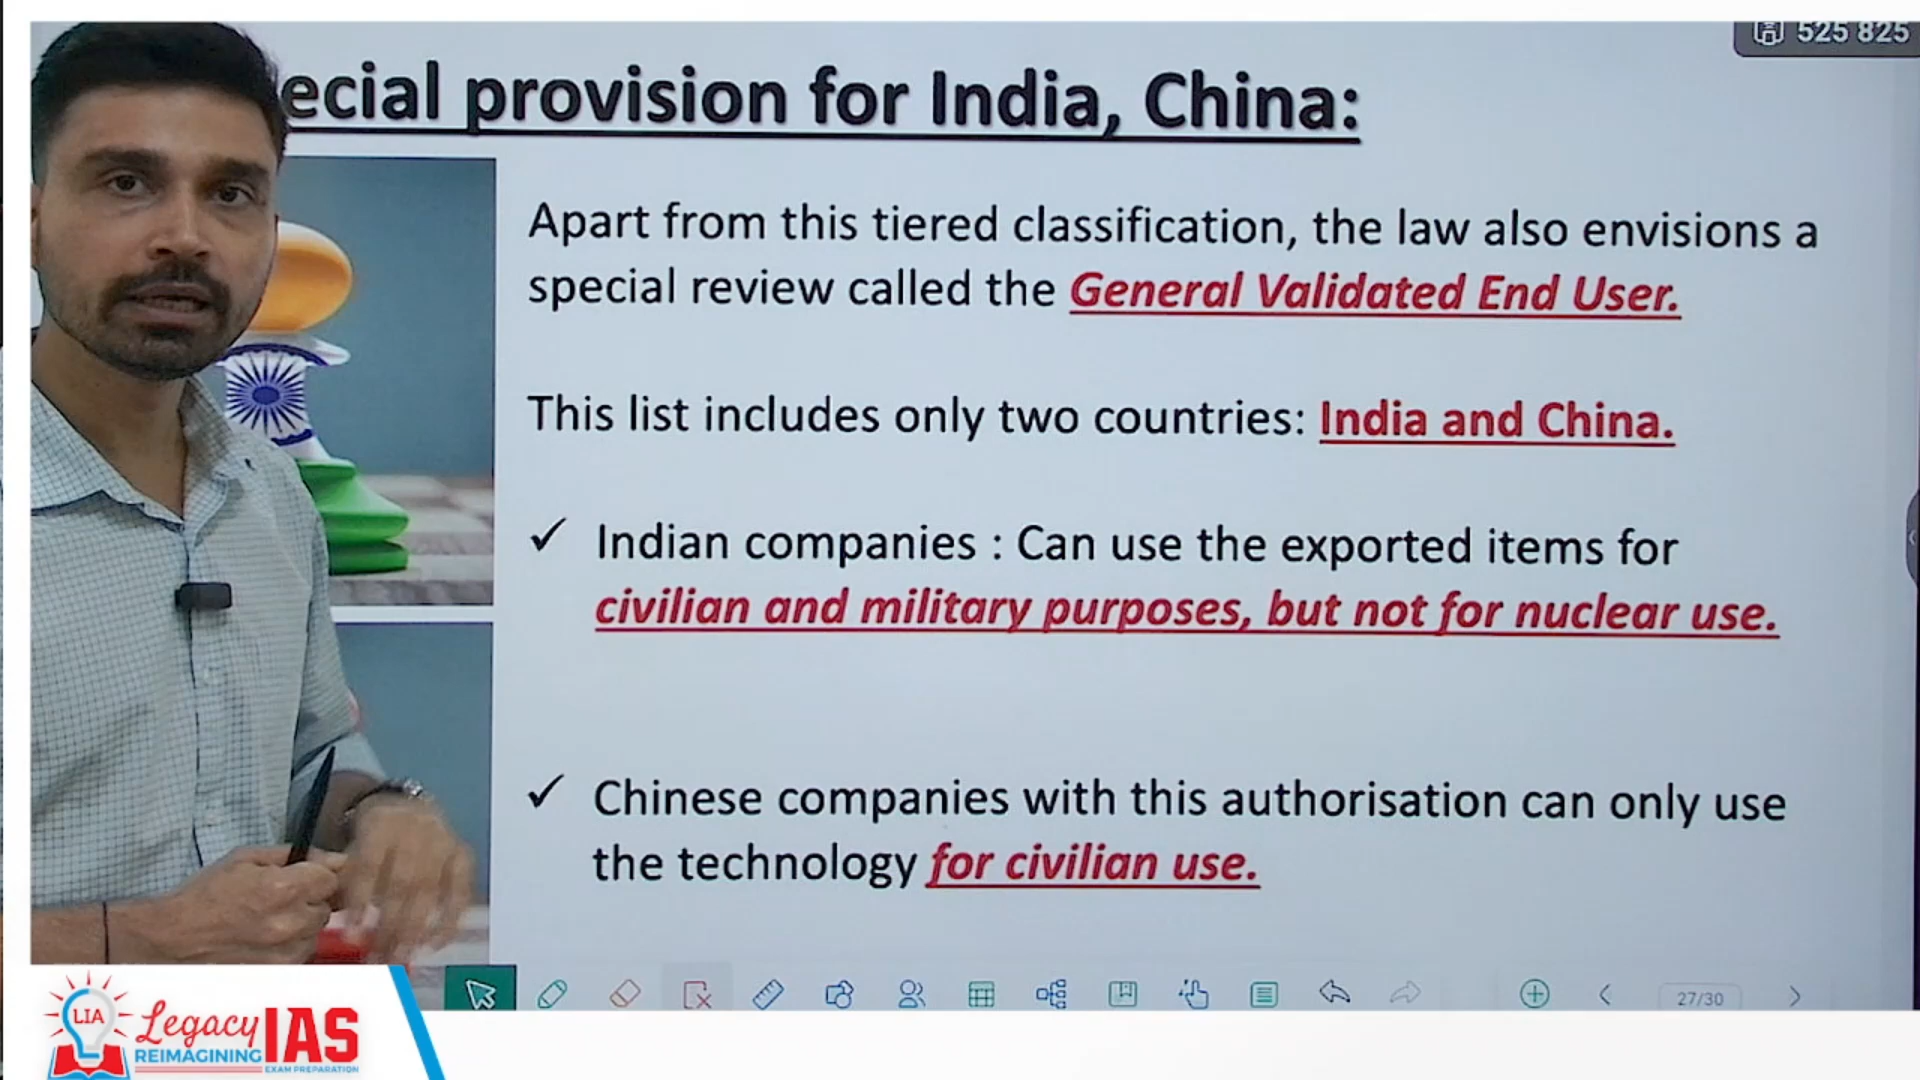 525 825
ecial provision for India, China:
Apart from this tiered classification, the law also envisions a
special review called the General Validated End User.
This list includes only two countries: India and China.
✓ Indian companies : Can use the exported items for
civilian and military purposes, but not for nuclear use.
✓ Chinese companies with this authorisation can only use
the technology for civilian use.
27/30
LIA
Legacy IAS
REIMAGINING
EXAM PREPARATION